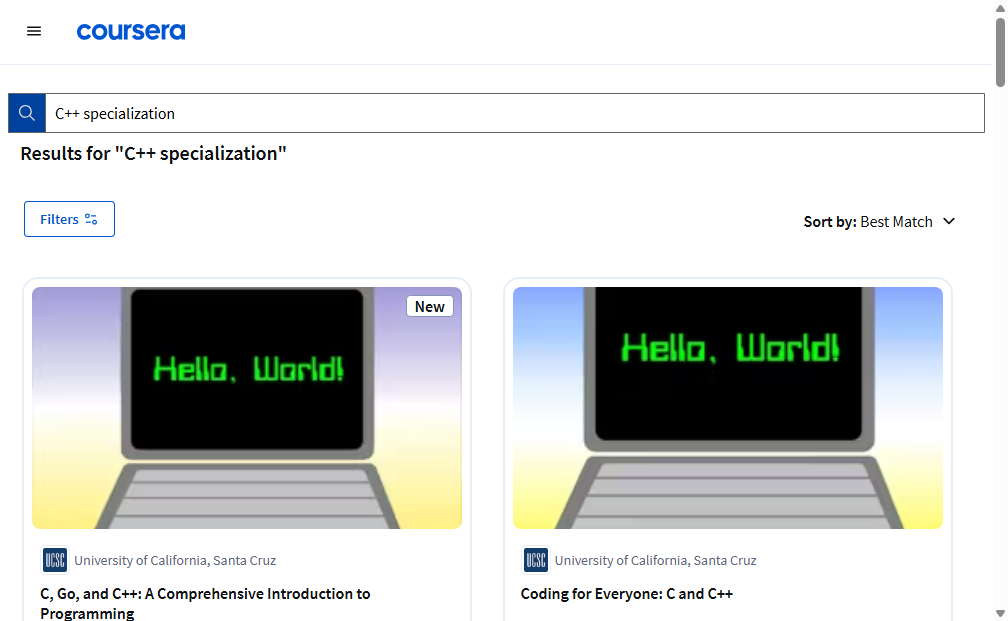 coursera
C++ specialization
Results for "C++ specialization"
Filters
Sort by: Best Match
New
Hello, World!
Hello, World!
UCSC University of California, Santa Cruz
C, Go, and C++: A Comprehensive Introduction to
Programming
UCSC University of California, Santa Cruz
Coding for Everyone: C and C++